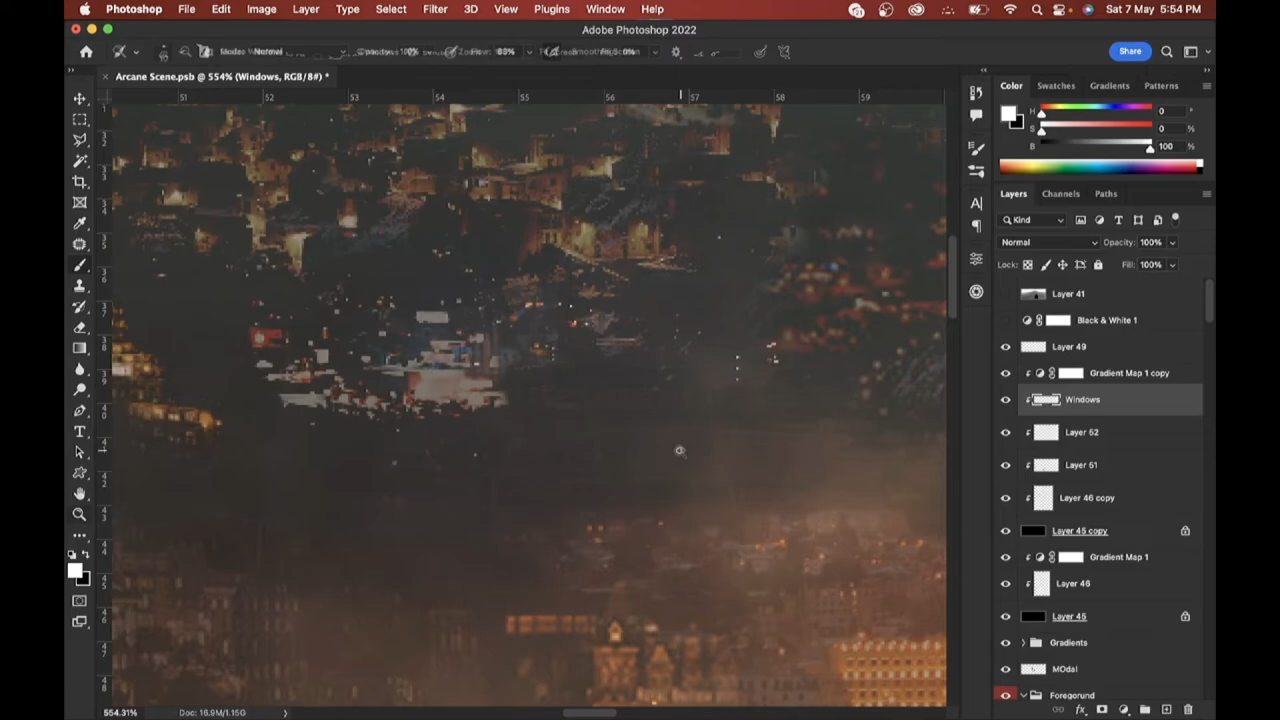 Photoshop File Edit Image Layer Type Select Filter 3D View Plugins Window Help Sat 7 May 5:54 PM
Adobe Photoshop 2022
Share
Arcane Scene.psb @ 554% (Windows, RGB/8#) *
51 52 53 54 55 56 57 58 59
Color Swatches Gradients Patterns
H 0 °
S 0 %
B 100 %
Layers Channels Paths
Kind
Normal Opacity: 100%
Lock: Fill: 100%
Layer 41
Black & White 1
Layer 49
Gradient Map 1 copy
Windows
Layer 52
Layer 51
Layer 46 copy
Layer 45 copy
Gradient Map 1
Layer 46
Layer 45
Gradients
MOdal
Foregorund
554.31% Doc: 16.9M/1.15G